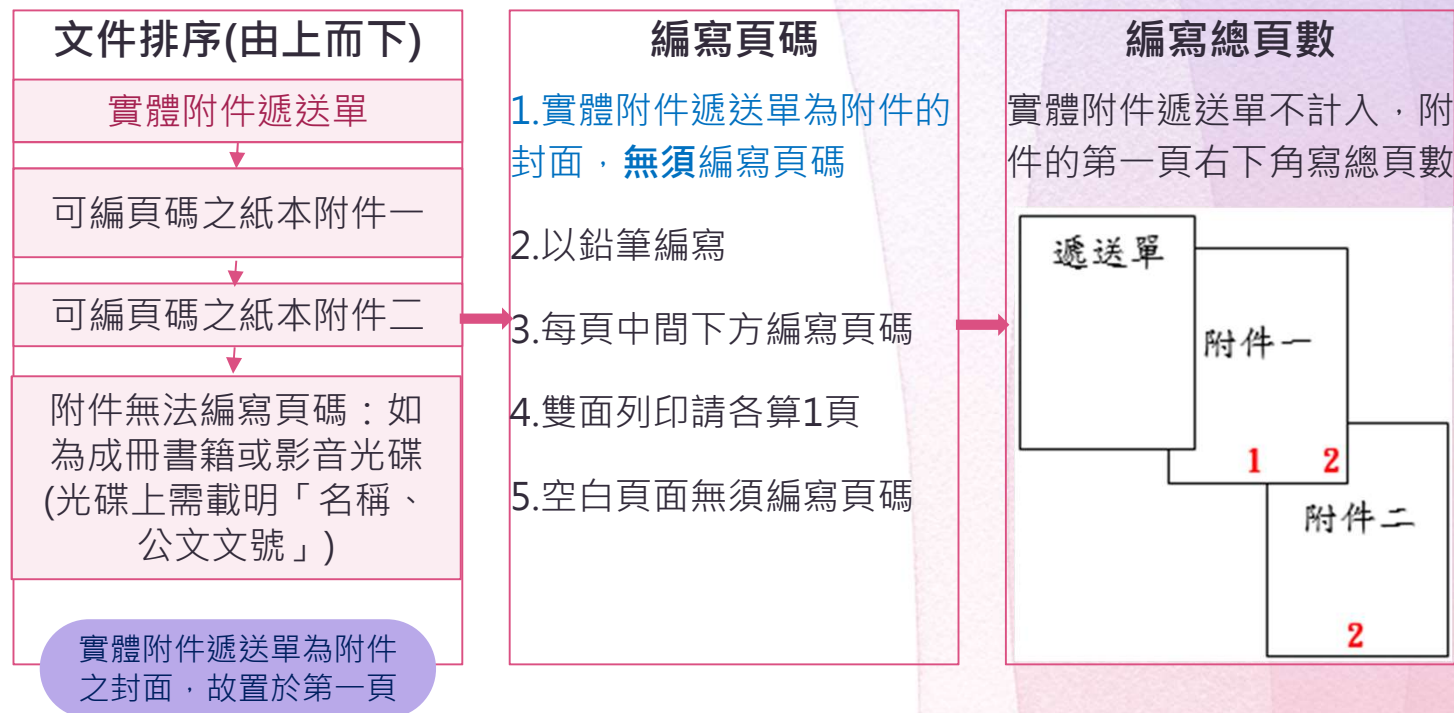 文件排序(由上而下)
實體附件遞送單
可編頁碼之紙本附件一
可編頁碼之紙本附件二
附件無法編寫頁碼：如
為成冊書籍或影音光碟
(光碟上需載明「名稱、
公文文號」)
實體附件遞送單為附件
之封面，故置於第一頁
編寫頁碼
1.實體附件遞送單為附件的
封面，無須編寫頁碼
2.以鉛筆編寫
3.每頁中間下方編寫頁碼
4.雙面列印請各算1頁
5.空白頁面無須編寫頁碼
編寫總頁數
實體附件遞送單不計入，附
件的第一頁右下角寫總頁數
遞送單
附件一
1 2
附件二
2